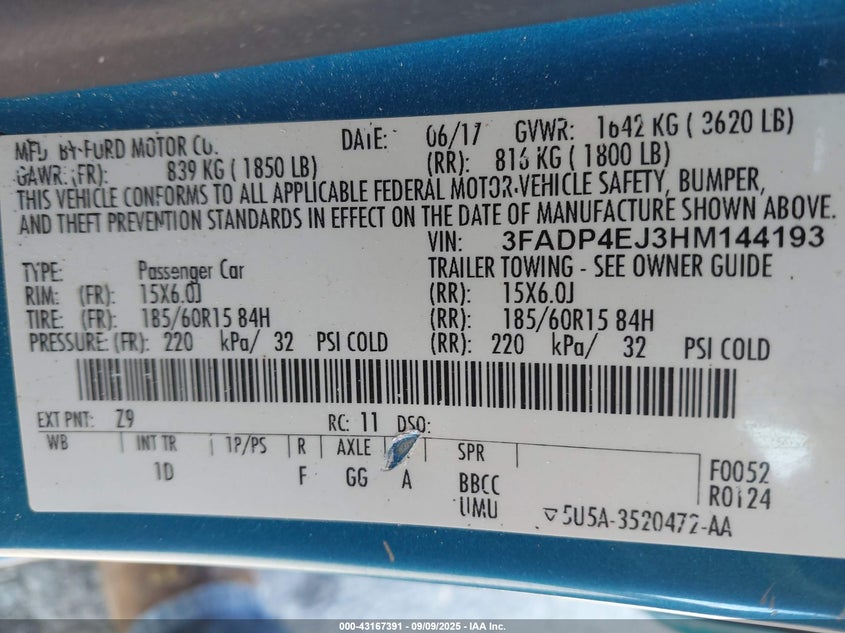 MFD BY-FORD MOTOR CO. DATE: 06/17 GVWR: 1642 KG ( 3620 LB)
GAWR: (FR): 839 KG ( 1850 LB) (RR): 816 KG ( 1800 LB)
THIS VEHICLE CONFORMS TO ALL APPLICABLE FEDERAL MOTOR-VEHICLE SAFETY, BUMPER,
AND THEFT PREVENTION STANDARDS IN EFFECT ON THE DATE OF MANUFACTURE SHOWN ABOVE.
VIN: 3FADP4EJ3HM144193
TYPE: Passenger Car TRAILER TOWING - SEE OWNER GUIDE
RIM: (FR): 15X6.0J (RR): 15X6.0J
TIRE: (FR): 185/60R15 84H (RR): 185/60R15 84H
PRESSURE: (FR): 220 kPa/ 32 PSI COLD (RR): 220 kPa/ 32 PSI COLD
EXT PNT: Z9 RC: 11 DSO:
WB INT TR TP/PS R AXLE SPR
1D F GG A BBCC
UMU
F0052
R0124
▽5U5A-3520472-AA
000-43167391 - 09/09/2025 - IAA Inc.